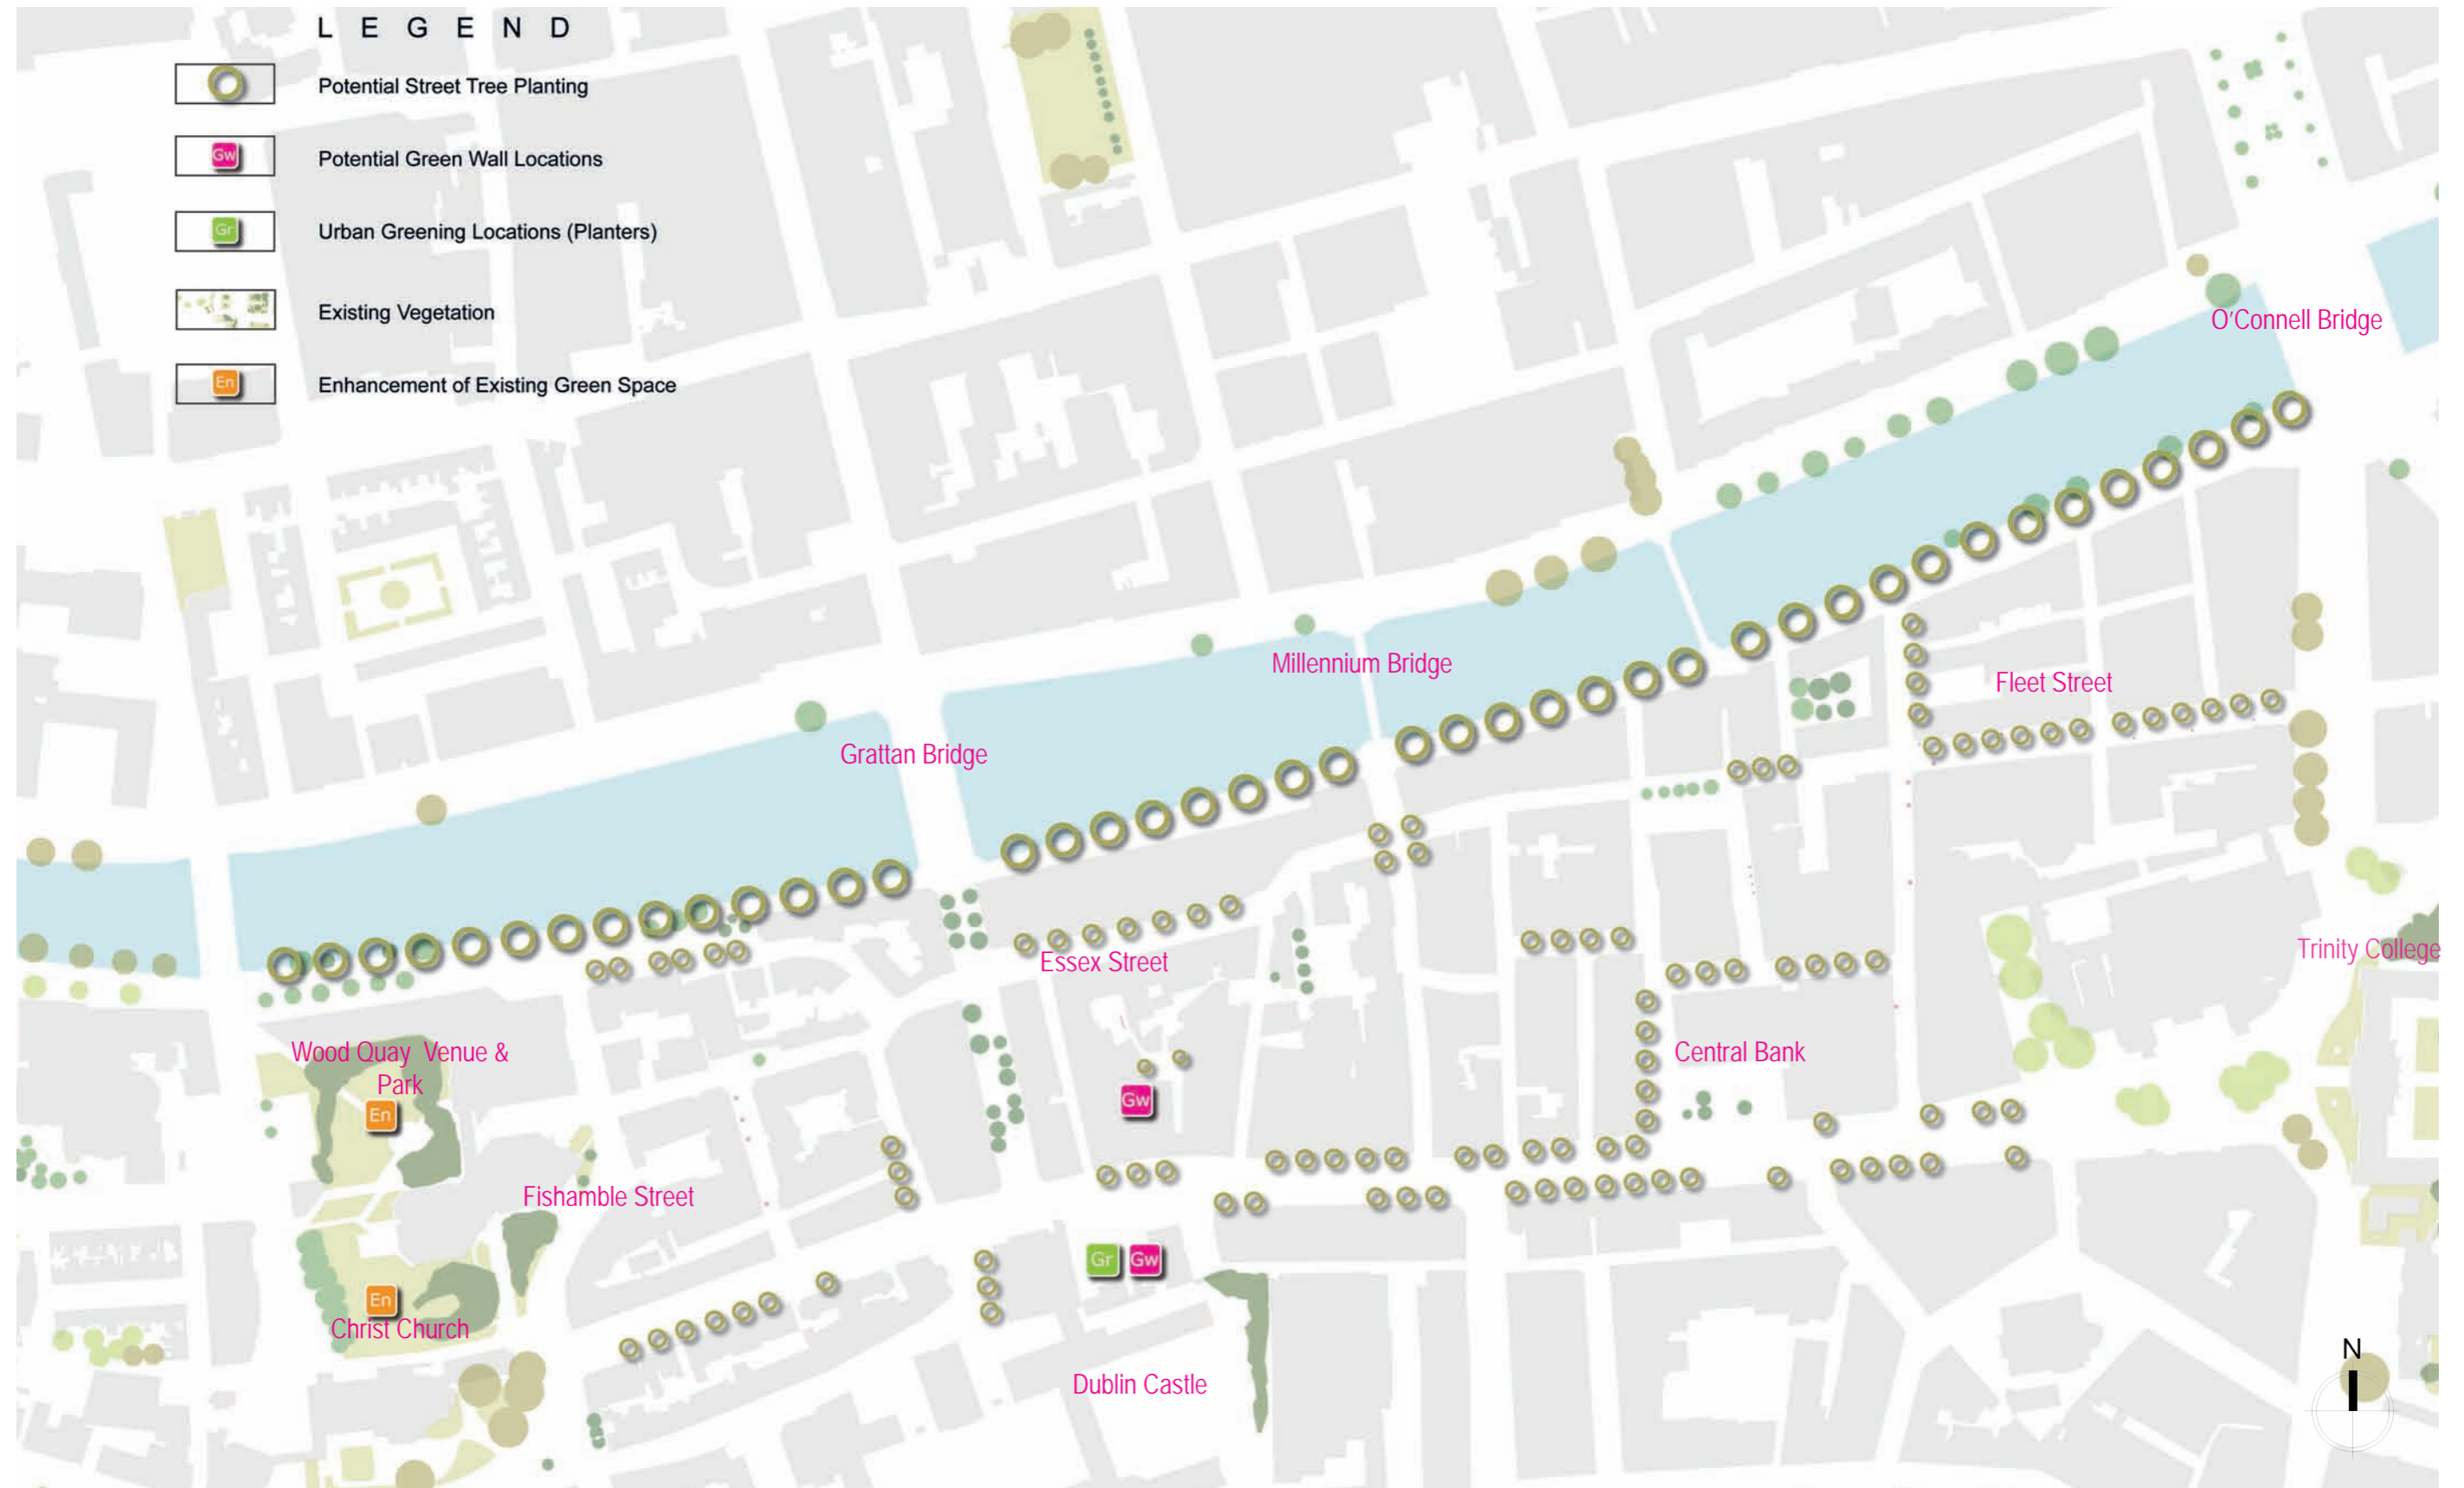 L E G E N D
Potential Street Tree Planting
Gw
Potential Green Wall Locations
Gr
Urban Greening Locations (Planters)
Existing Vegetation
En
Enhancement of Existing Green Space
O'Connell Bridge
Millennium Bridge
Fleet Street
Grattan Bridge
Trinity College
Essex Street
Wood Quay Venue &
Park
Central Bank
Gw
En
Fishamble Street
Gr
Gw
En
Christ Church
Dublin Castle
N